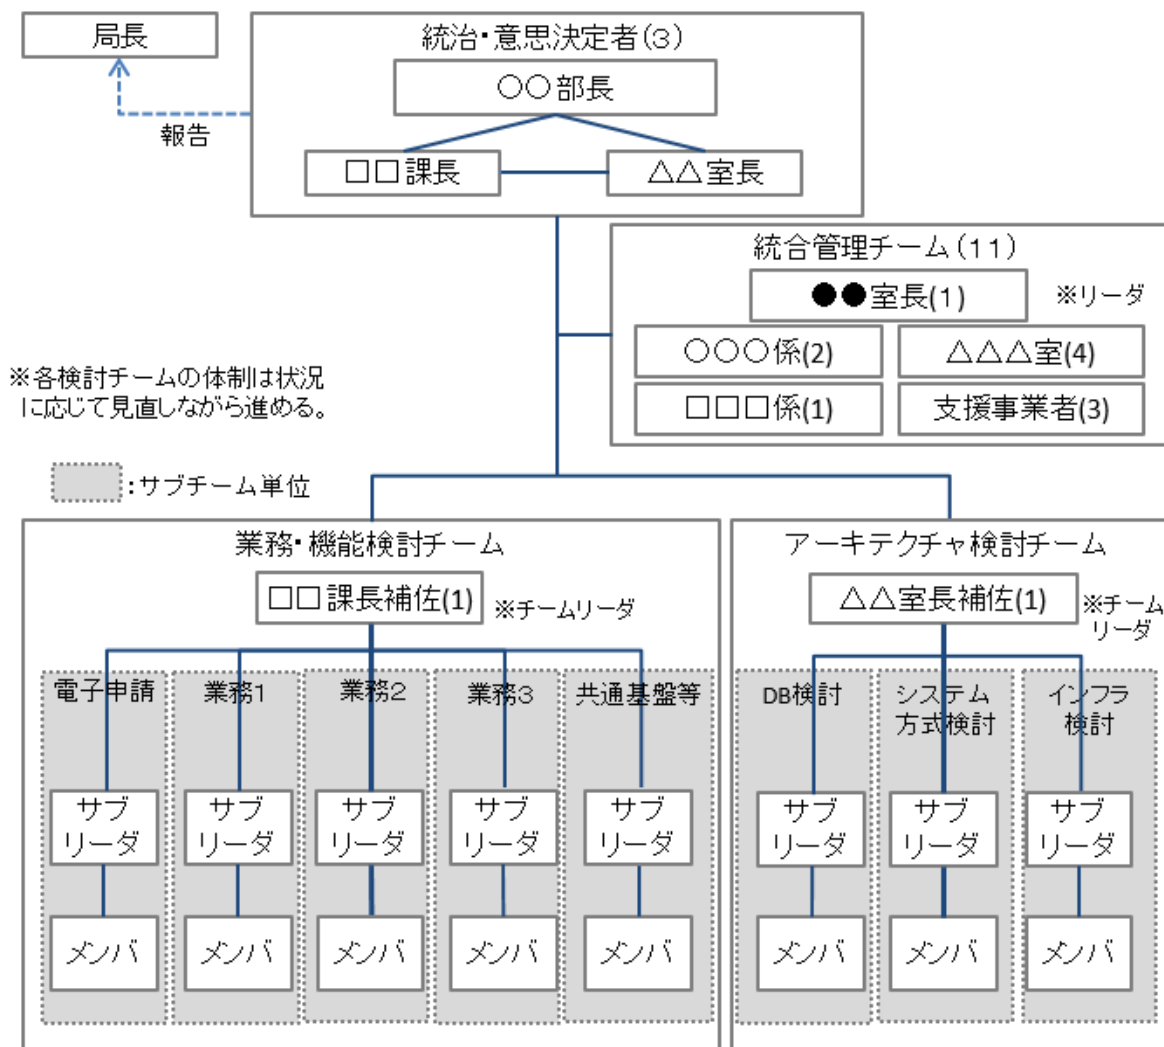 局長
統治・意思決定者(3)
○○部長
報告
□□課長
△△室長
統合管理チーム(11)
●●室長(1)
※リーダ
○○○係(2)
△△△室(4)
□□□係(1)
支援事業者(3)
※各検討チームの体制は状況
に応じて見直しながら進める。
:サブチーム単位
業務・機能検討チーム
□□課長補佐(1)
※チームリーダ
電子申請
業務1
業務2
業務3
共通基盤等
サブ
リーダ
サブ
リーダ
サブ
リーダ
サブ
リーダ
サブ
リーダ
メンバ
メンバ
メンバ
メンバ
メンバ
アーキテクチャ検討チーム
△△室長補佐(1)
※チーム
リーダ
DB検討
システム
方式検討
インフラ
検討
サブ
リーダ
サブ
リーダ
サブ
リーダ
メンバ
メンバ
メンバ